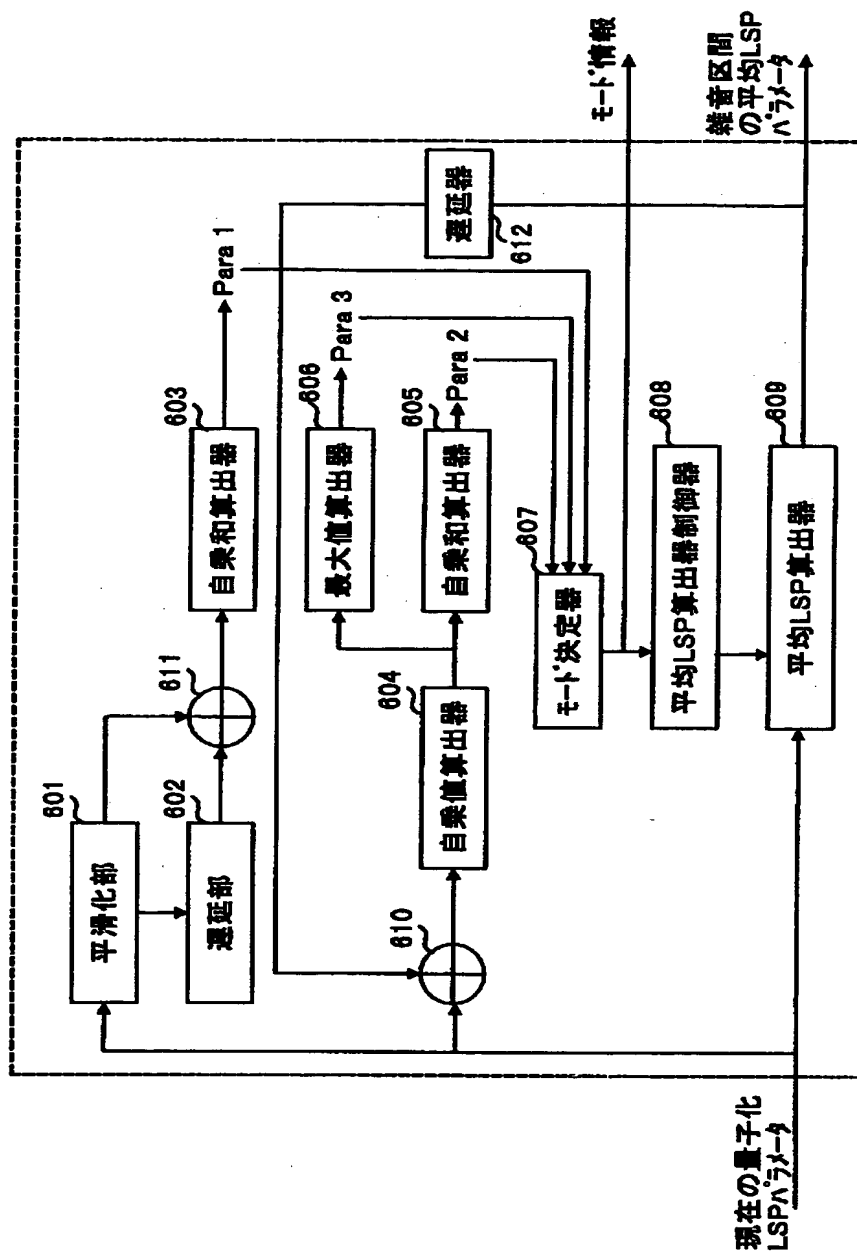 現在の量子化
LSPパラメータ
601
平滑化部
602
遅延部
611
603
自乗和算出器
Para 1
610
604
自乗値算出器
606
最大値算出器
Para 3
605
自乗和算出器
Para 2
遅延器
612
607
モード決定器
モード情報
608
平均LSP算出器制御器
609
平均LSP算出器
雑音区間
の平均LSP
パラメータ